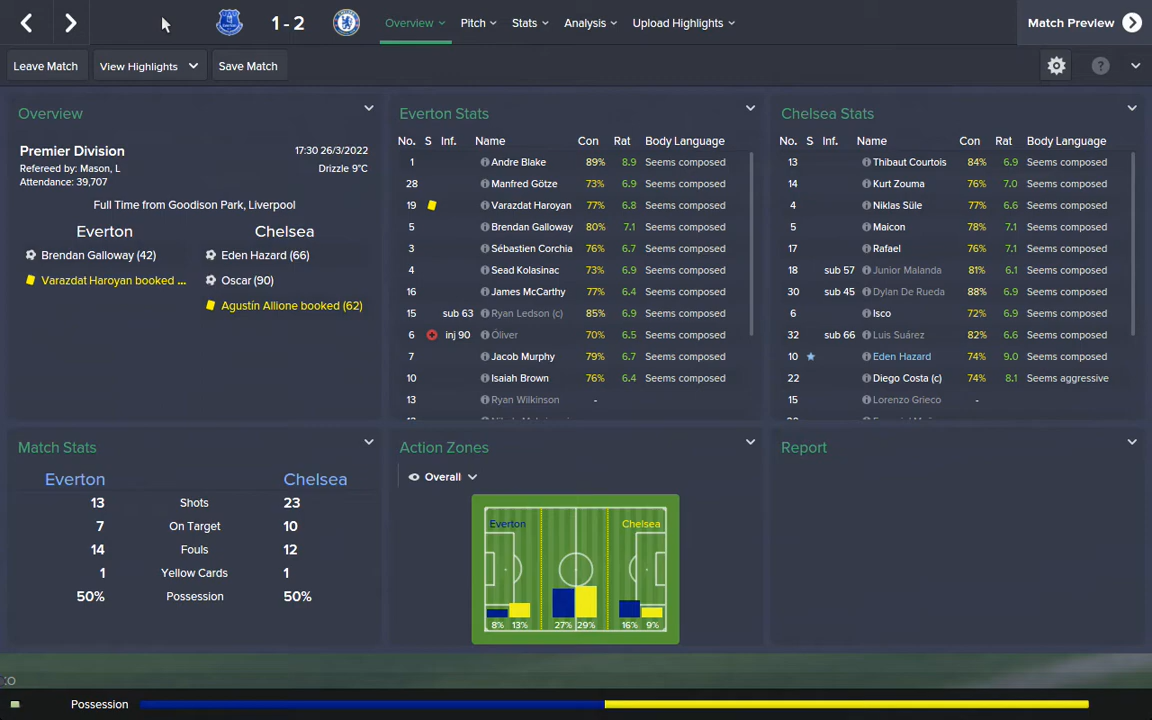 1 - 2
Overview
Pitch
Stats
Analysis
Upload Highlights
Match Preview
Leave Match
View Highlights
Save Match
?
Overview
Premier Division 17:30 26/3/2022
Refereed by: Mason, L Drizzle 9°C
Attendance: 39,707
Full Time from Goodison Park, Liverpool
Everton Chelsea
Brendan Galloway (42) Eden Hazard (66)
Varazdat Haroyan booked ... Oscar (90)
Agustín Allione booked (62)
Everton Stats
No. S Inf. Name Con Rat Body Language
1 Andre Blake 89% 8.9 Seems composed
28 Manfred Götze 73% 6.9 Seems composed
19 Varazdat Haroyan 77% 6.8 Seems composed
5 Brendan Galloway 80% 7.1 Seems composed
3 Sébastien Corchia 76% 6.7 Seems composed
4 Sead Kolasinac 73% 6.9 Seems composed
16 James McCarthy 77% 6.4 Seems composed
15 sub 63 Ryan Ledson (c) 85% 6.9 Seems composed
6 inj 90 Óliver 70% 6.5 Seems composed
7 Jacob Murphy 79% 6.7 Seems composed
10 Isaiah Brown 76% 6.4 Seems composed
13 Ryan Wilkinson -
Chelsea Stats
No. S Inf. Name Con Rat Body Language
13 Thibaut Courtois 84% 6.9 Seems composed
14 Kurt Zouma 76% 7.0 Seems composed
4 Niklas Süle 77% 6.6 Seems composed
5 Maicon 78% 7.1 Seems composed
17 Rafael 76% 7.1 Seems composed
18 sub 57 Junior Malanda 81% 6.1 Seems composed
30 sub 45 Dylan De Rueda 88% 6.9 Seems composed
6 Isco 72% 6.9 Seems composed
32 sub 66 Luis Suárez 82% 6.6 Seems composed
10 Eden Hazard 74% 9.0 Seems composed
22 Diego Costa (c) 74% 8.1 Seems aggressive
15 Lorenzo Grieco -
Match Stats
Everton Chelsea
13 Shots 23
7 On Target 10
14 Fouls 12
1 Yellow Cards 1
50% Possession 50%
Action Zones
Overall
Everton Chelsea
8% 13% 27% 29% 16% 9%
Report
:O
Possession